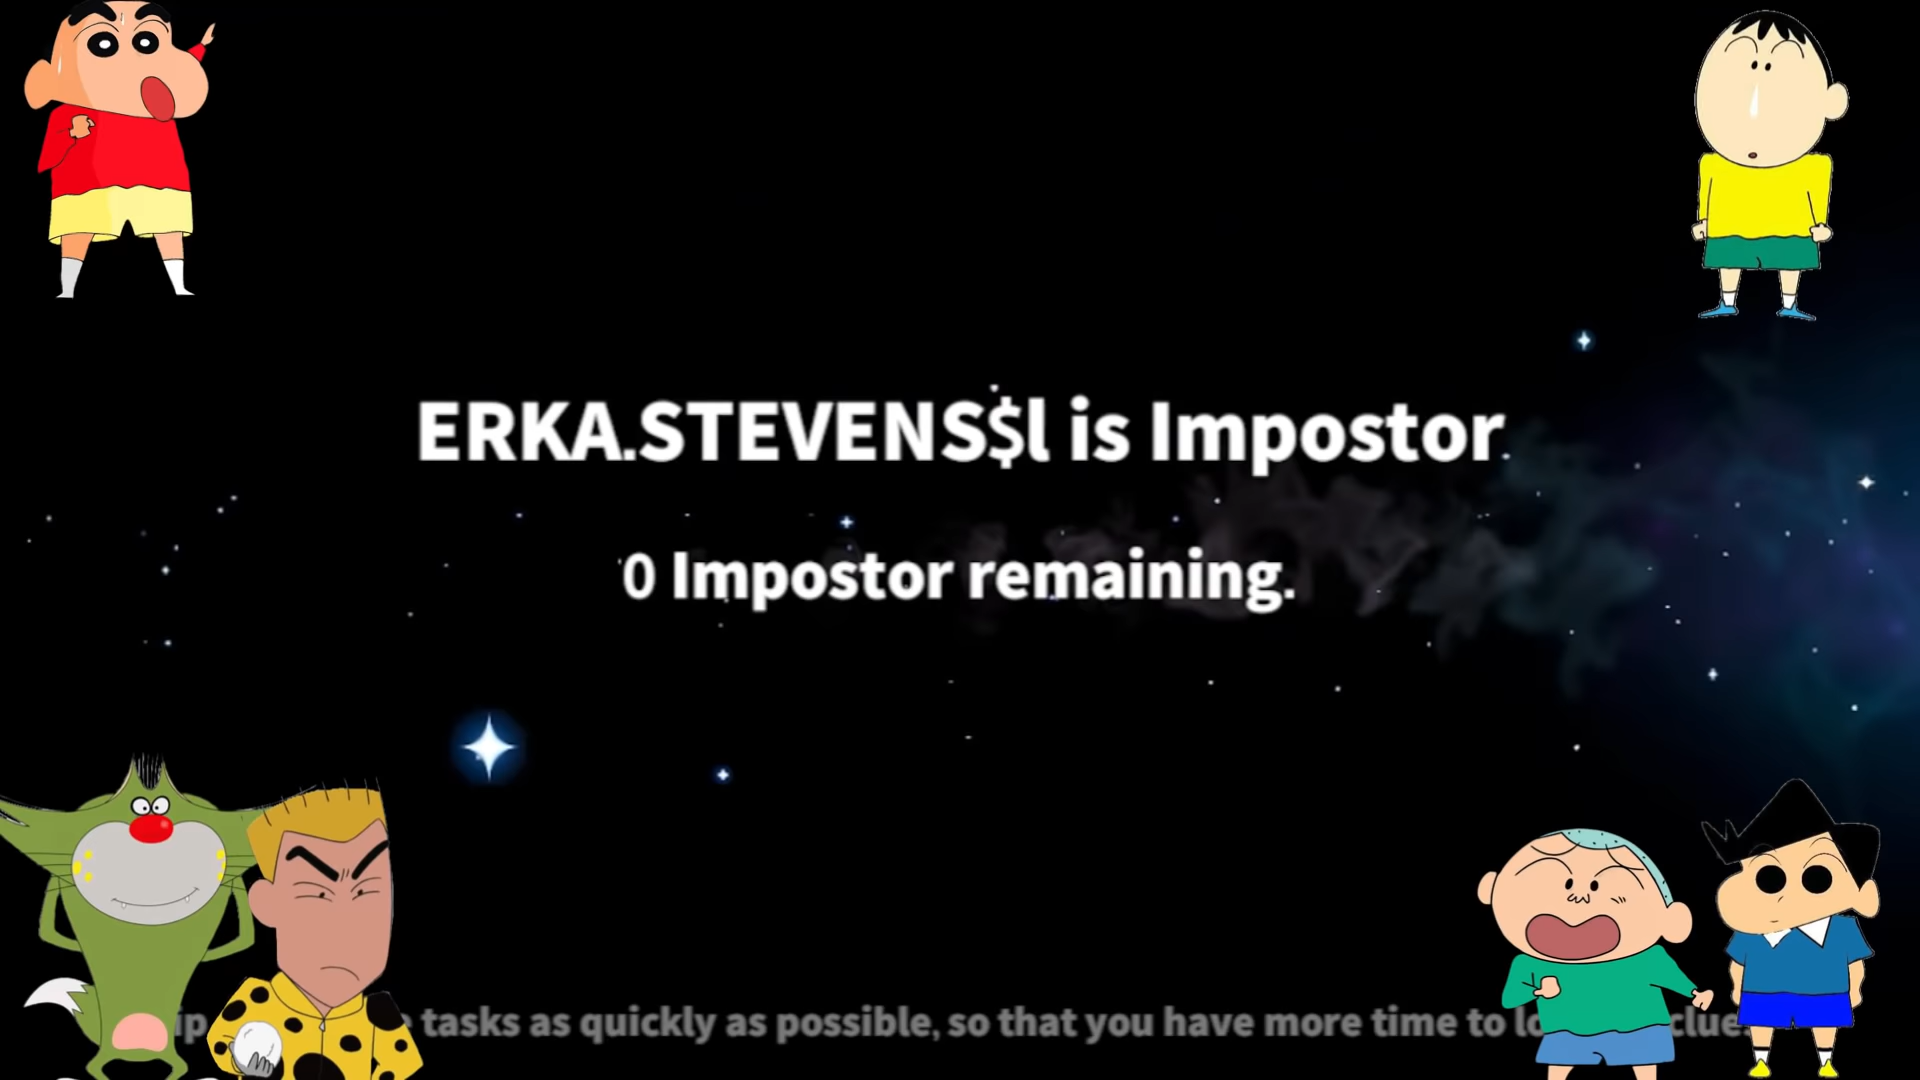 ERKA.STEVENS$l is Impostor.
0 Impostor remaining.
tasks as quickly as possible, so that you have more time to